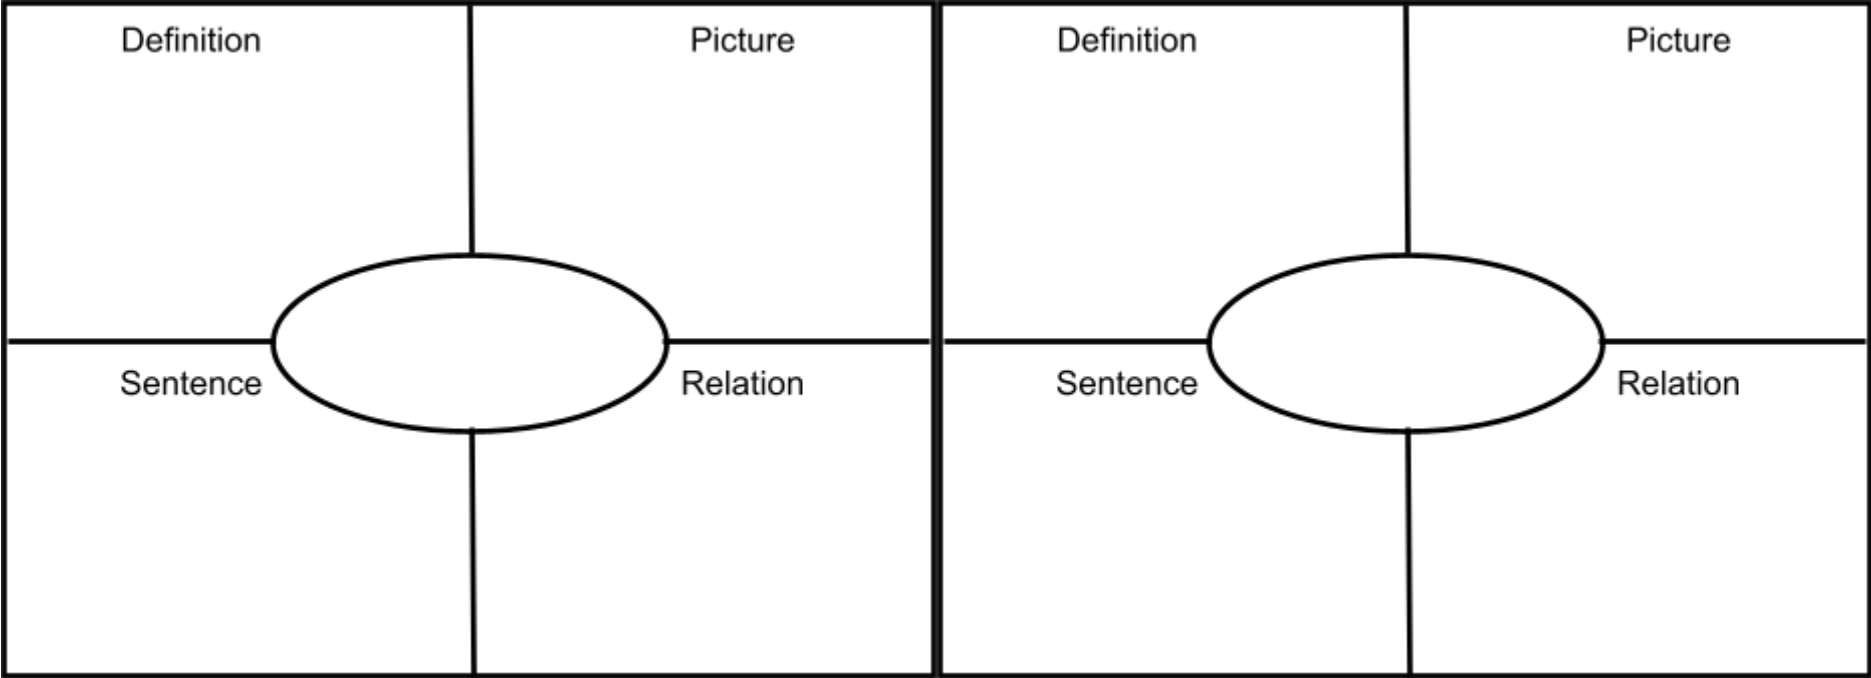 Definition
Picture
Sentence
Relation
Definition
Picture
Sentence
Relation